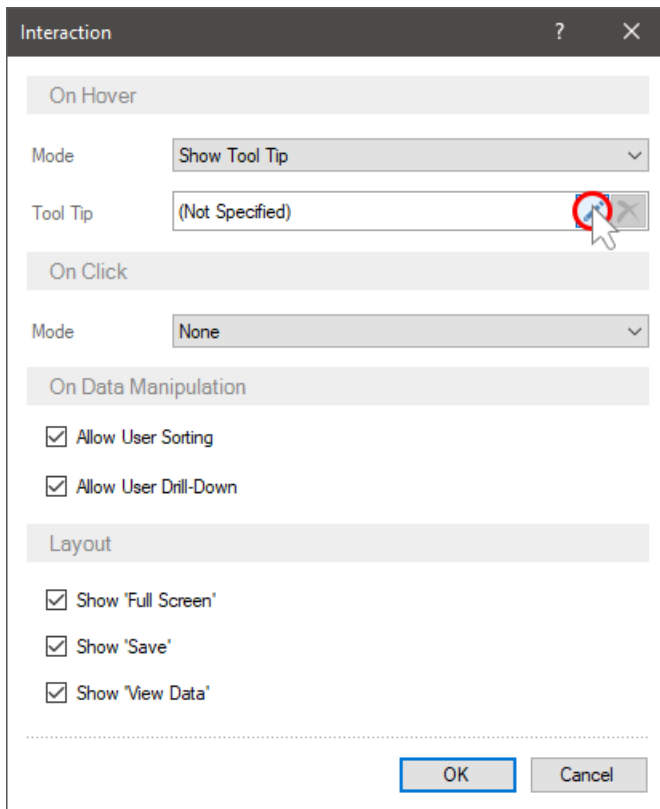 Interaction
On Hover
Mode Show Tool Tip
Tool Tip (Not Specified)
On Click
Mode None
On Data Manipulation
Allow User Sorting
Allow User Drill-Down
Layout
Show 'Full Screen'
Show 'Save'
Show 'View Data'
OK Cancel